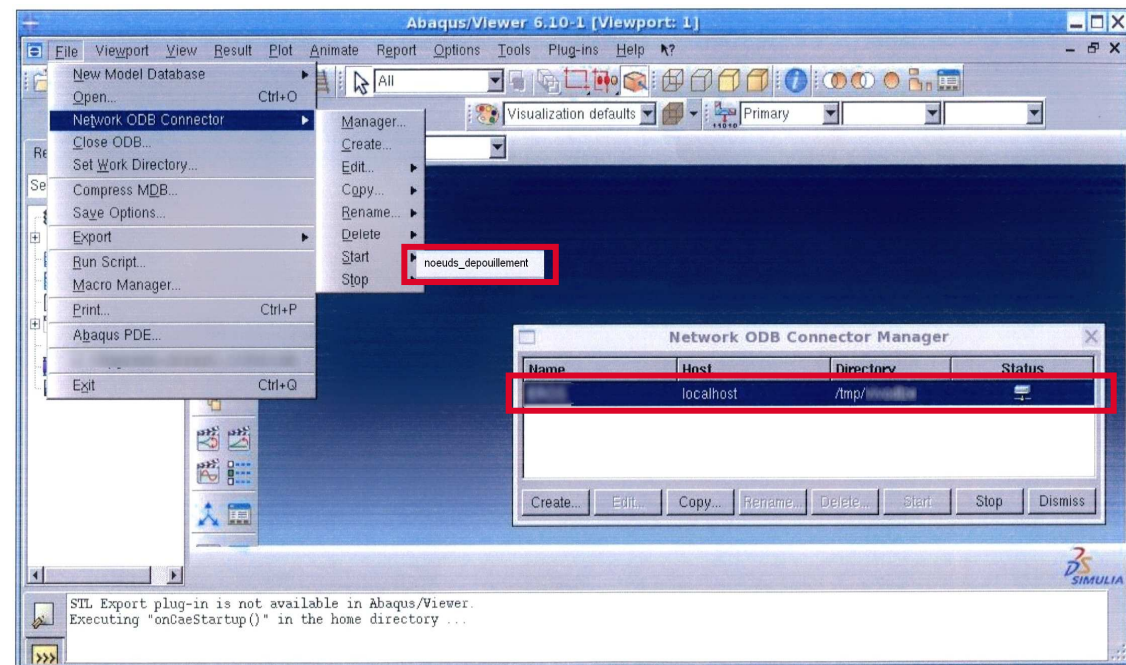 Abaqus/Viewer 6.10-1 [Viewport: 1]
File Viewport View Result Plot Animate Report Options Tools Plug-ins Help
All
Visualization defaults Primary
New Model Database
Open... Ctrl+O
Network ODB Connector
Close ODB...
Set Work Directory...
Compress MDB...
Save Options...
Export
Run Script...
Macro Manager...
Print... Ctrl+P
Abaqus PDE...
Exit Ctrl+Q
Manager...
Create...
Edit...
Copy...
Rename...
Delete
Start
Stop
noeuds_depouillement
Network ODB Connector Manager
Name Host Directory Status
localhost /tmp/
Create... Edit... Copy... Rename... Delete... Start Stop Dismiss
SIMULIA
STL Export plug-in is not available in Abaqus/Viewer.
Executing "onCaeStartup()" in the home directory ...
>>>